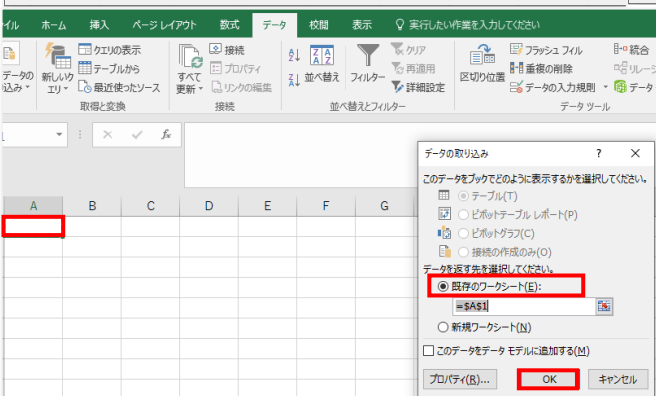 イル ホーム 挿入 ページ レイアウト 数式 データ 校閲 表示 実行したい作業を入力してください
クエリの表示 接続 クリア フラッシュ フィル 統合
テーブルから プロパティ 再適用 重複の削除 リレーシ
最近使ったソース リンクの編集 詳細設定 データの入力規則 データ
データの
込み
新しいク
エリ
すべて
更新
並べ替え フィルター 区切り位置
取得と変換 接続 並べ替えとフィルター データ ツール
fx
A B C D E F G
データの取り込み ? ×
このデータをブックでどのように表示するかを選択してください。
テーブル(T)
ピボットテーブル レポート(P)
ピボットグラフ(C)
接続の作成のみ(O)
データを返す先を選択してください。
既存のワークシート(E):
=$A$1
新規ワークシート(N)
このデータをデータ モデルに追加する(M)
プロパティ(R)... OK キャンセル